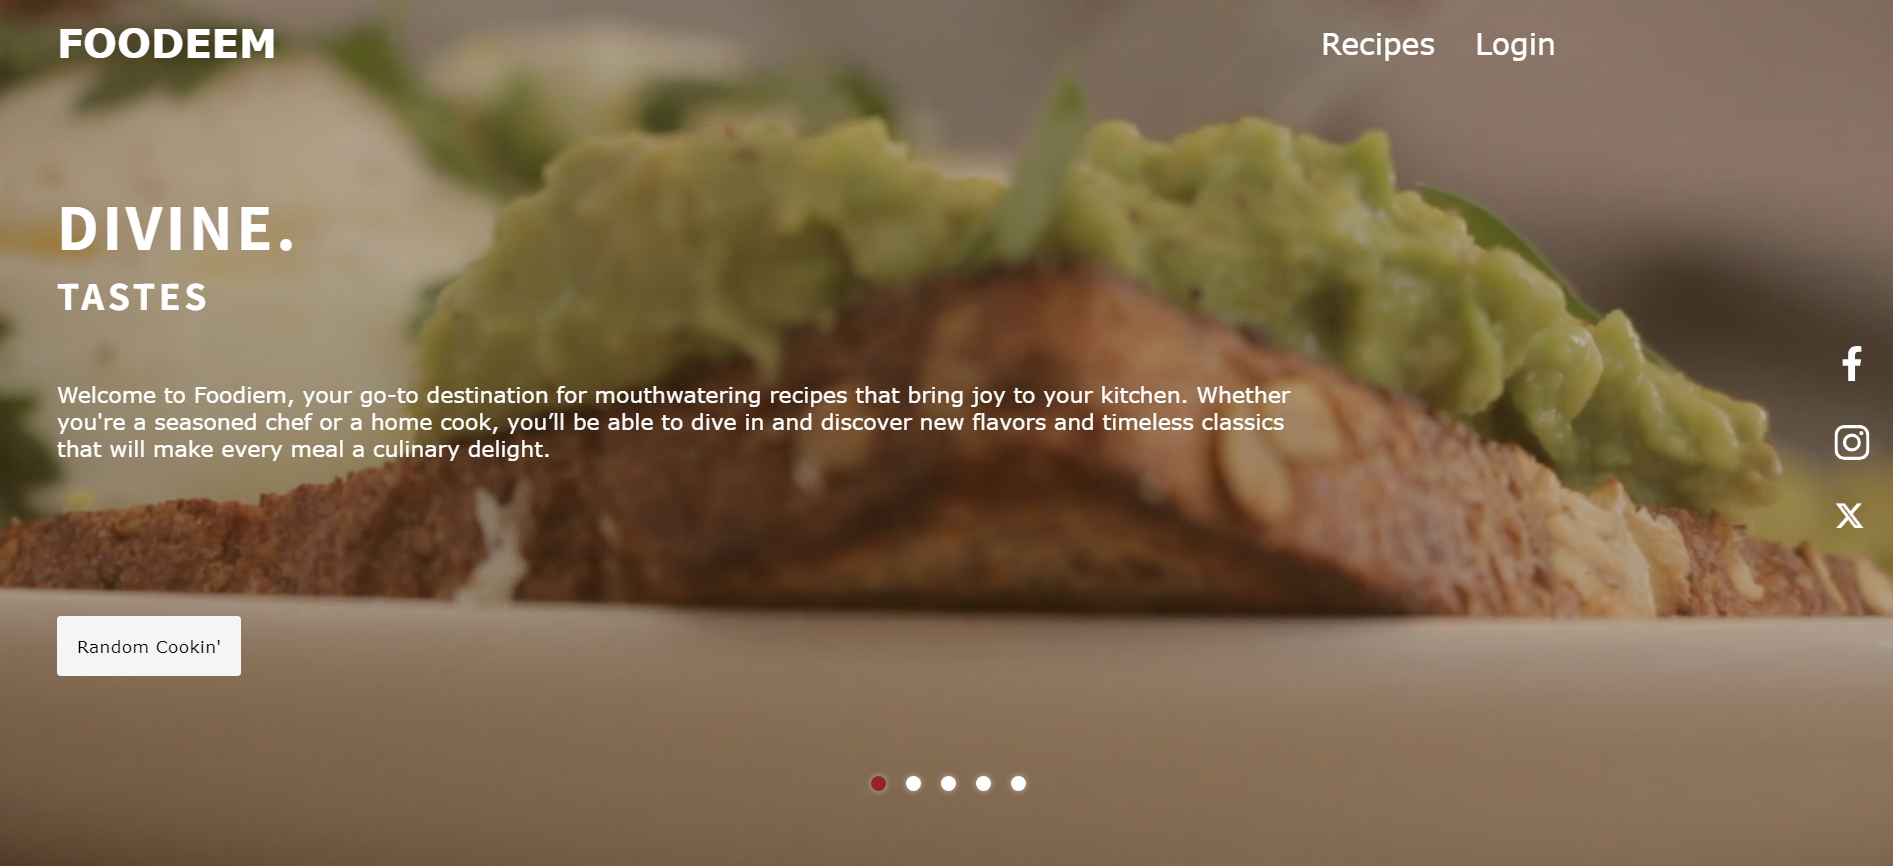 FOODEEM
Recipes Login
DIVINE.
TASTES
Welcome to Foodiem, your go-to destination for mouthwatering recipes that bring joy to your kitchen. Whether
you're a seasoned chef or a home cook, you’ll be able to dive in and discover new flavors and timeless classics
that will make every meal a culinary delight.
Random Cookin'